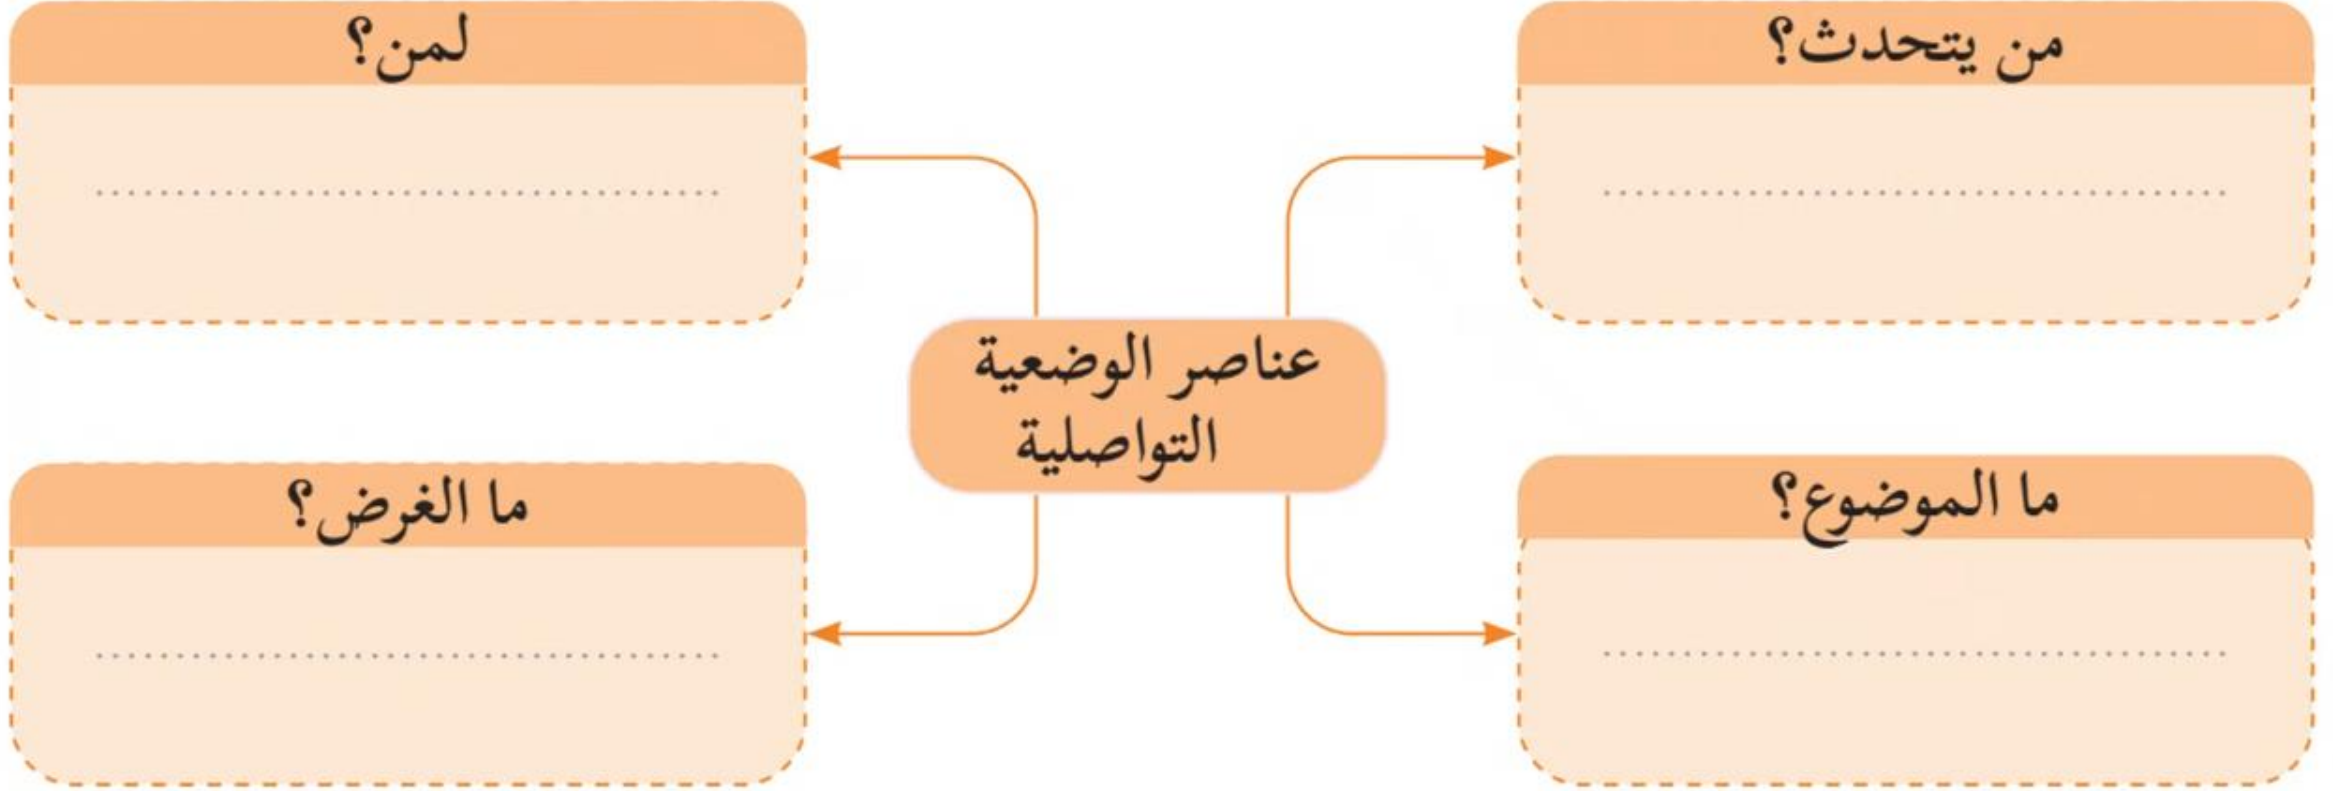 من يتحدث؟
لمن؟
عناصر الوضعية
التواصلية
ما الموضوع؟
ما الغرض؟